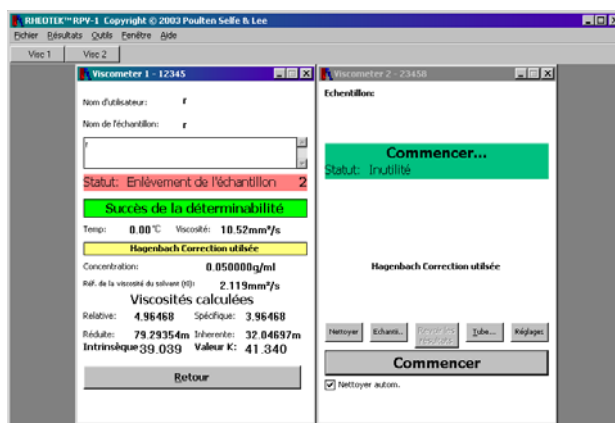 RHEOTEK™RPV-1 Copyright © 2003 Poulten Selfe & Lee
Fichier Résultats Outils Fenêtre Aide
Visc 1 Visc 2
Viscometer 1 - 12345
Nom d'utilisateur: r
Nom de l'échantillon: r
r
Statut: Enlèvement de l'échantillon 2
Succès de la déterminabilité
Temp: 0.00 °C Viscosité: 10.52mm²/s
Hagenbach Correction utilsée
Concentration: 0.050000g/ml
Réf. de la viscosité du solvant (t0): 2.119mm²/s
Viscosités calculées
Relative: 4.96468 Spécifique: 3.96468
Réduite: 79.29354m Inherente: 32.04697m
Intrinsèque 39.039 Valeur K: 41.340
Retour
Viscometer 2 - 23458
Echentillon:
Commencer...
Statut: Inutilité
Hagenbach Correction utilsée
Nettoyer Echanti... Revoir les résultats Tube... Réglages
Commencer
Nettoyer autom.